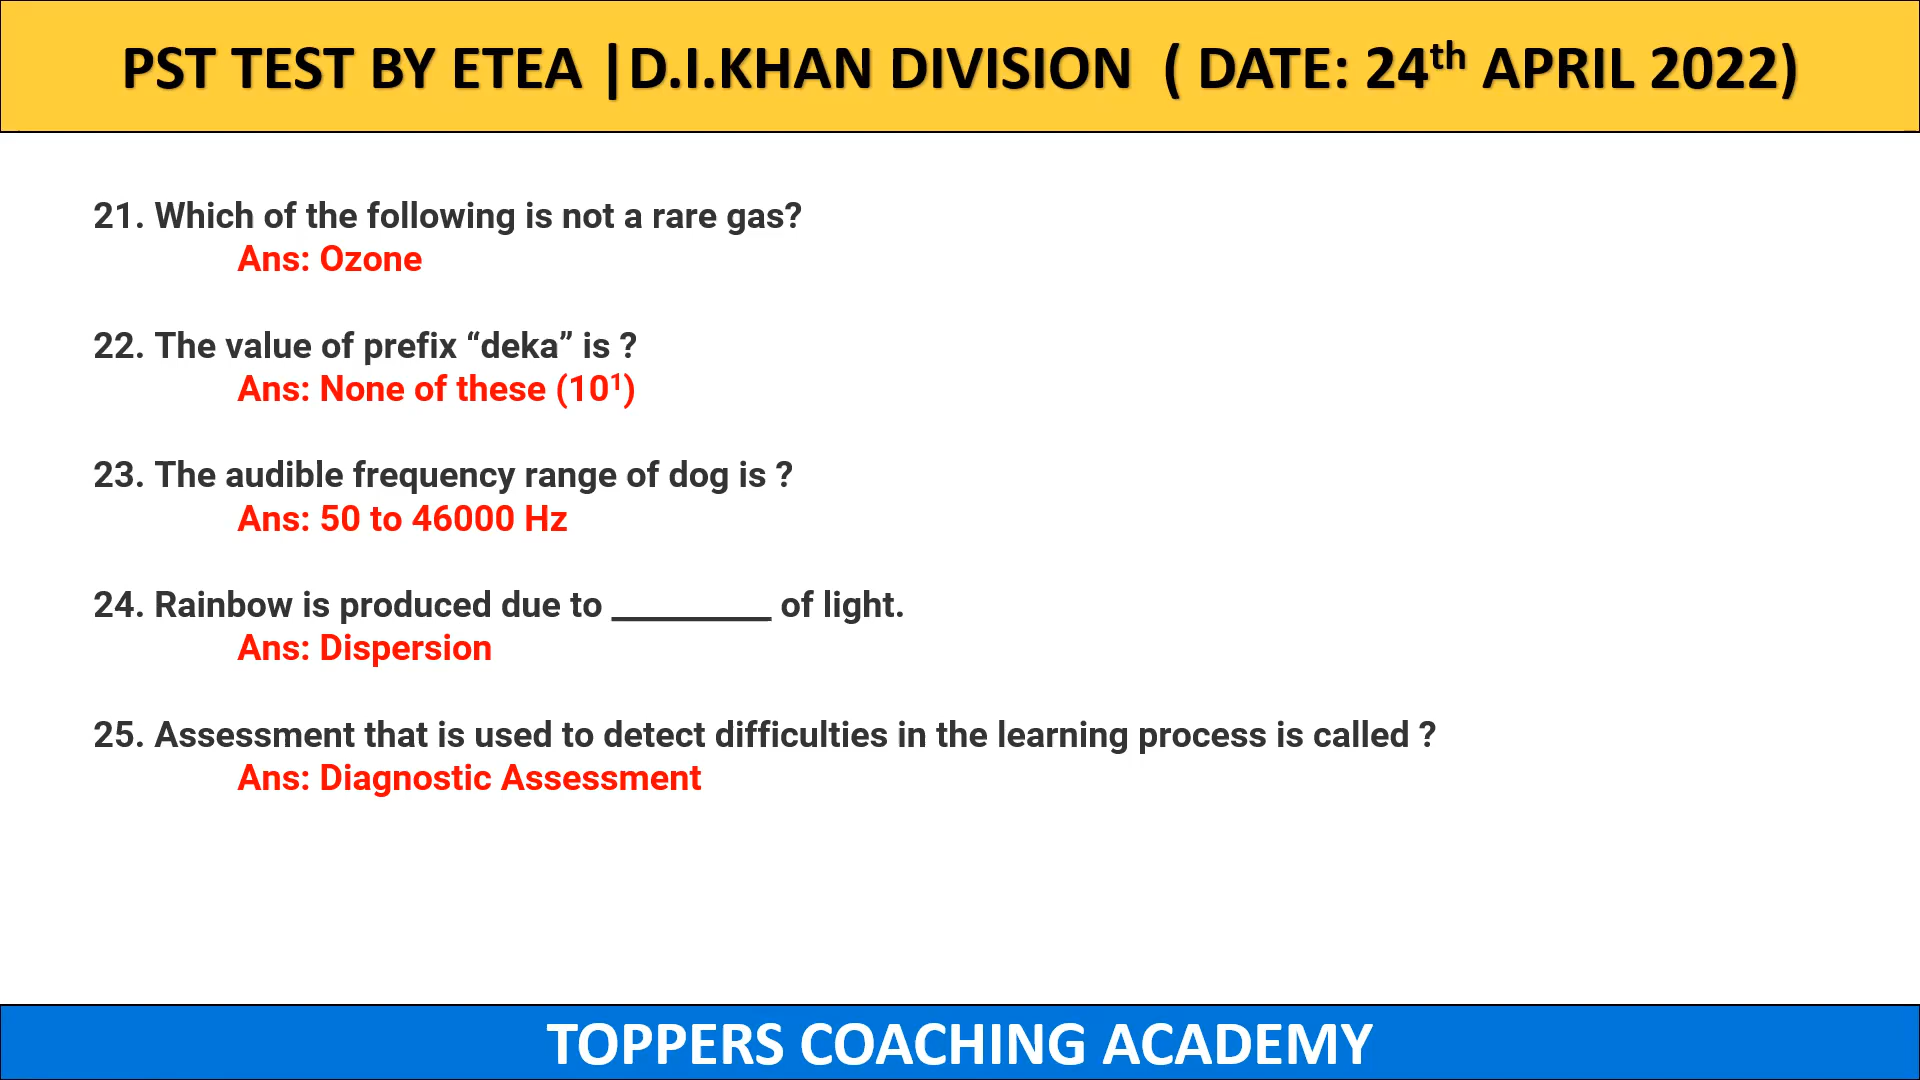 PST TEST BY ETEA |D.I.KHAN DIVISION ( DATE: 24th APRIL 2022)
21. Which of the following is not a rare gas?
Ans: Ozone
22. The value of prefix “deka” is ?
Ans: None of these (10¹)
23. The audible frequency range of dog is ?
Ans: 50 to 46000 Hz
24. Rainbow is produced due to ________ of light.
Ans: Dispersion
25. Assessment that is used to detect difficulties in the learning process is called ?
Ans: Diagnostic Assessment
TOPPERS COACHING ACADEMY